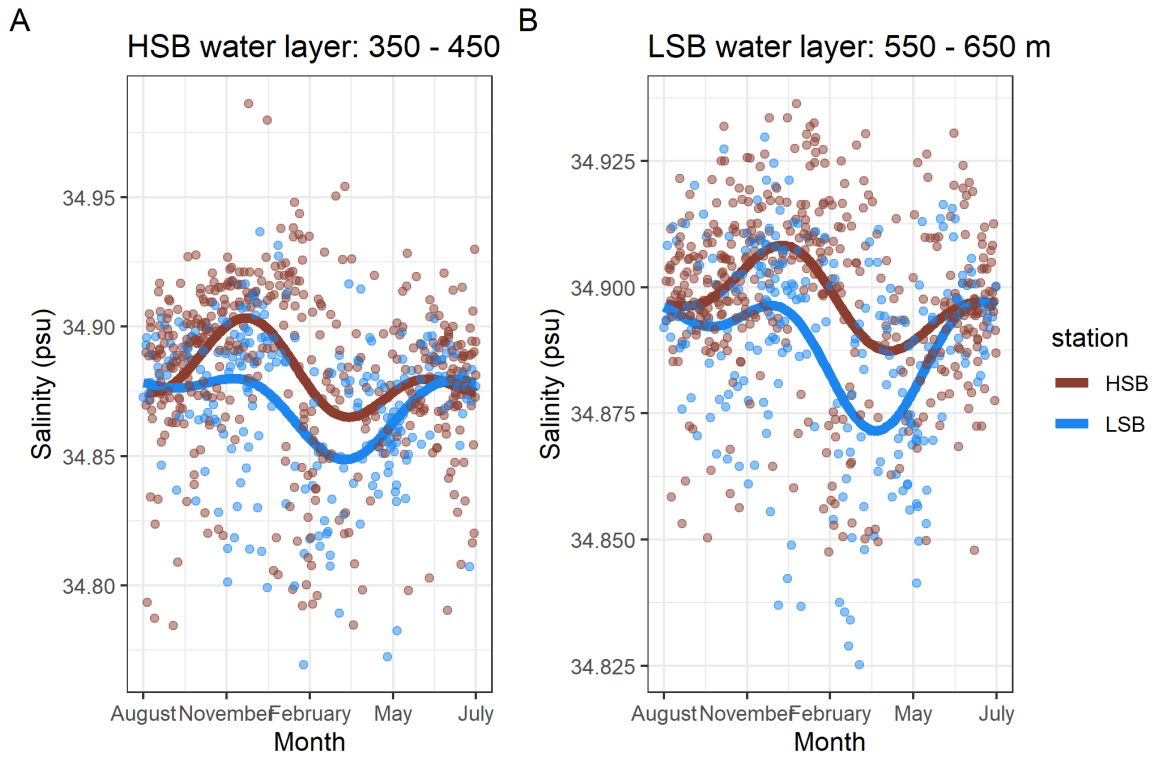 A
HSB water layer: 350 - 450
34.95
34.90
34.85
34.80
Salinity (psu)
August November February May July
Month
B
LSB water layer: 550 - 650 m
34.925
34.900
34.875
34.850
34.825
Salinity (psu)
August November February May July
Month
station
HSB
LSB